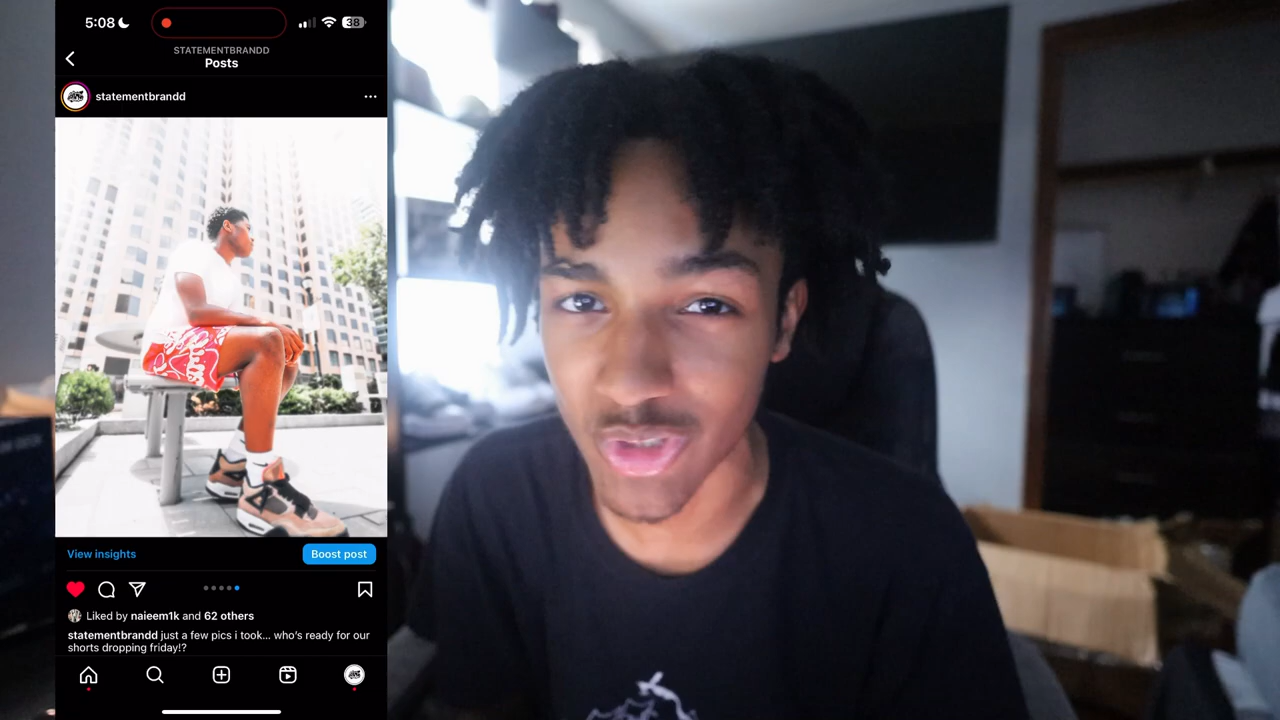 5:08
38
STATEMENTBRANDD
Posts
statementbrandd
View insights
Boost post
Liked by naieem1k and 62 others
statementbrandd just a few pics i took... who's ready for our
shorts dropping friday!?